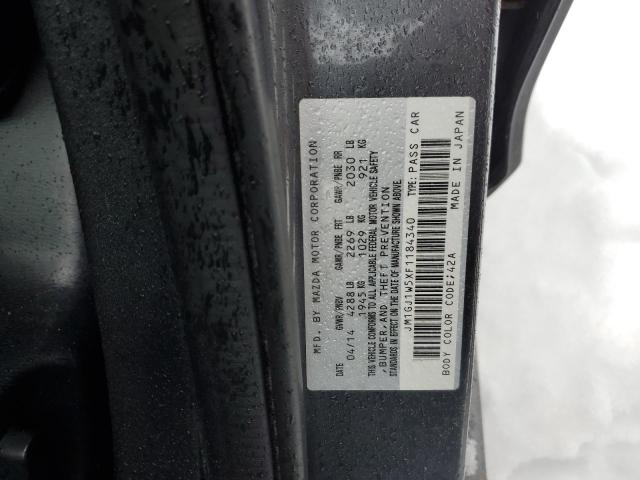 MFD. BY MAZDA MOTOR CORPORATION
DATE GVWR/PNBV GAWR/PNBE FRT GAWR/PNBE RR
04/14 4288 LB 2269 LB 2030 LB
1945 KG 1029 KG 921 KG
THIS VEHICLE CONFORMS TO ALL APPLICABLE FEDERAL MOTOR VEHICLE SAFETY
,BUMPER,AND THEFT PREVENTION
STANDARDS IN EFFECT ON THE DATE OF MANUFACTURE SHOWN ABOVE.
JM1GJ1W5XF1184340 TYPE: PASS CAR
BODY COLOR CODE;42A MADE IN JAPAN